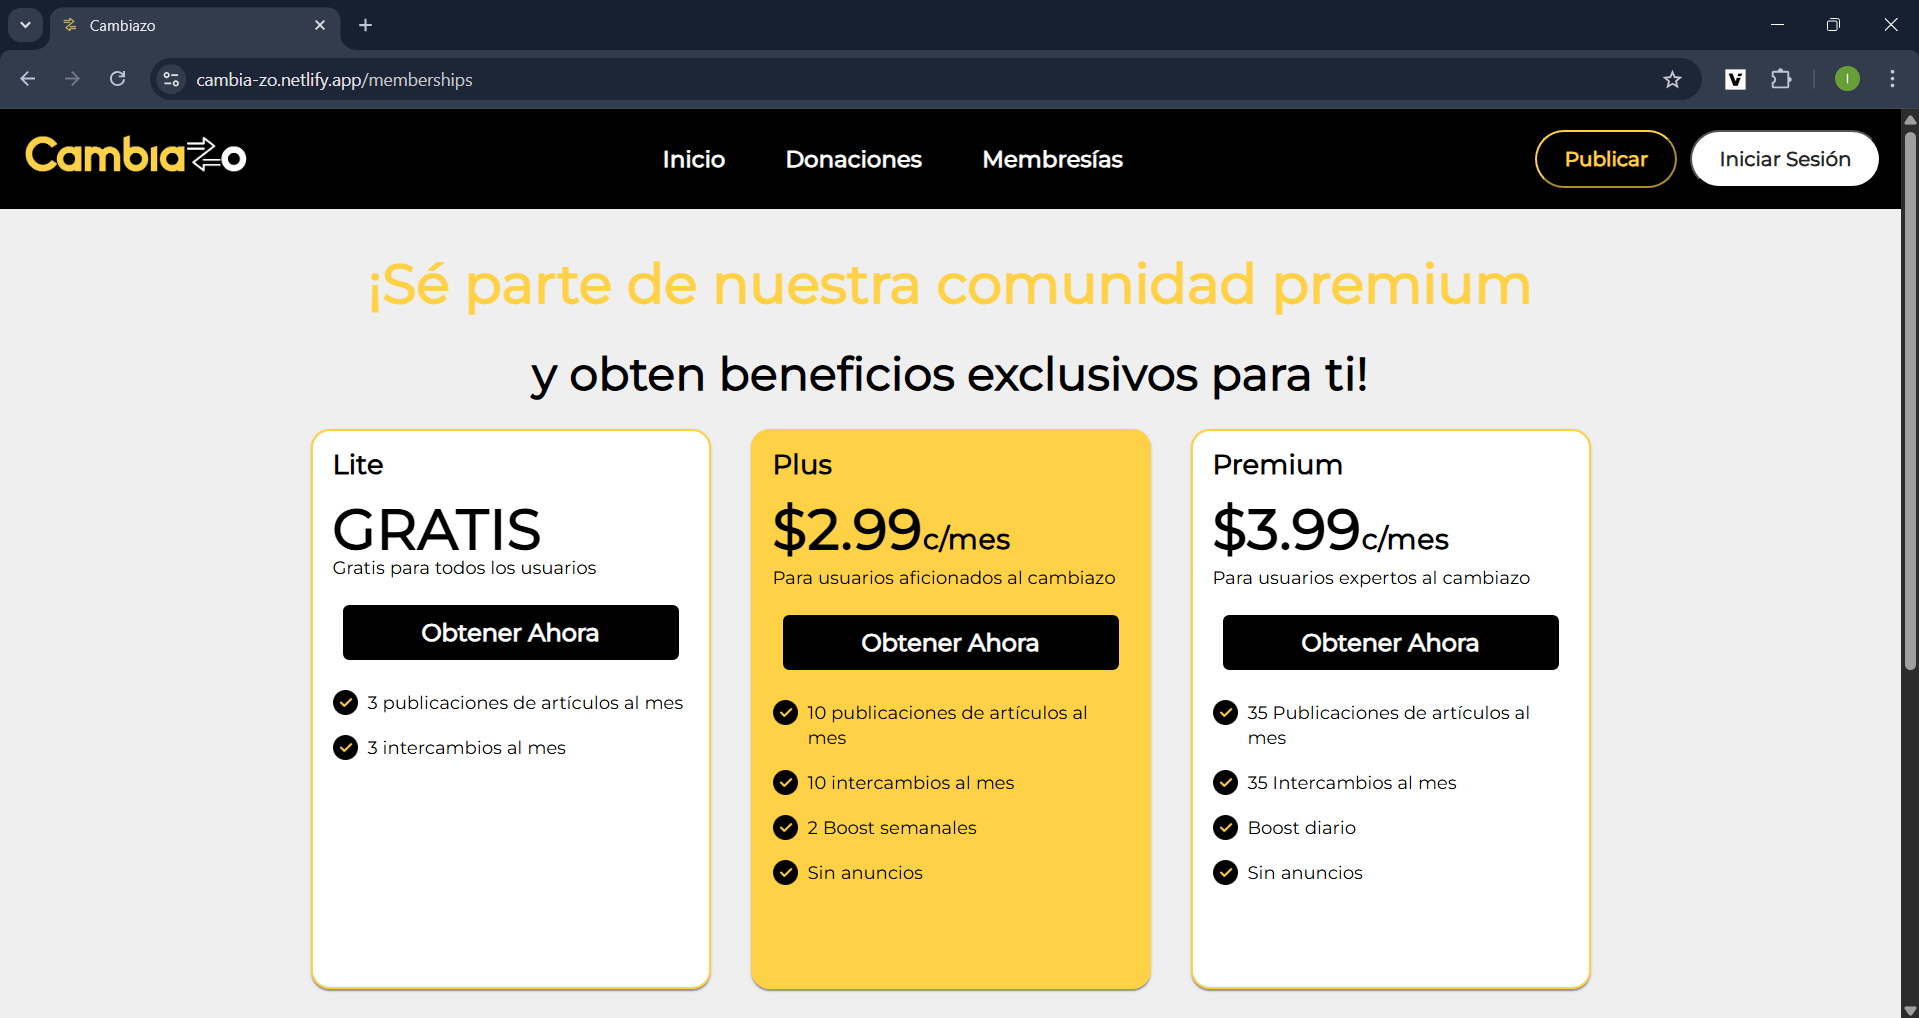 Cambiazo
cambia-zo.netlify.app/memberships
I
Cambiazo
Inicio
Donaciones
Membresías
Publicar
Iniciar Sesión
¡Sé parte de nuestra comunidad premium
y obten beneficios exclusivos para ti!
Lite
GRATIS
Gratis para todos los usuarios
Obtener Ahora
3 publicaciones de artículos al mes
3 intercambios al mes
Plus
$2.99c/mes
Para usuarios aficionados al cambiazo
Obtener Ahora
10 publicaciones de artículos al
mes
10 intercambios al mes
2 Boost semanales
Sin anuncios
Premium
$3.99c/mes
Para usuarios expertos al cambiazo
Obtener Ahora
35 Publicaciones de artículos al
mes
35 Intercambios al mes
Boost diario
Sin anuncios